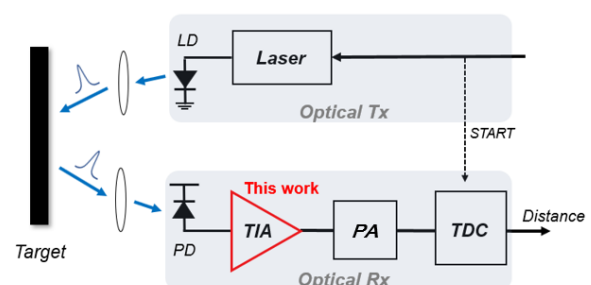 LD
Laser
Optical Tx
START
This work
TIA
PA
TDC
Distance
PD
Target
Optical Rx